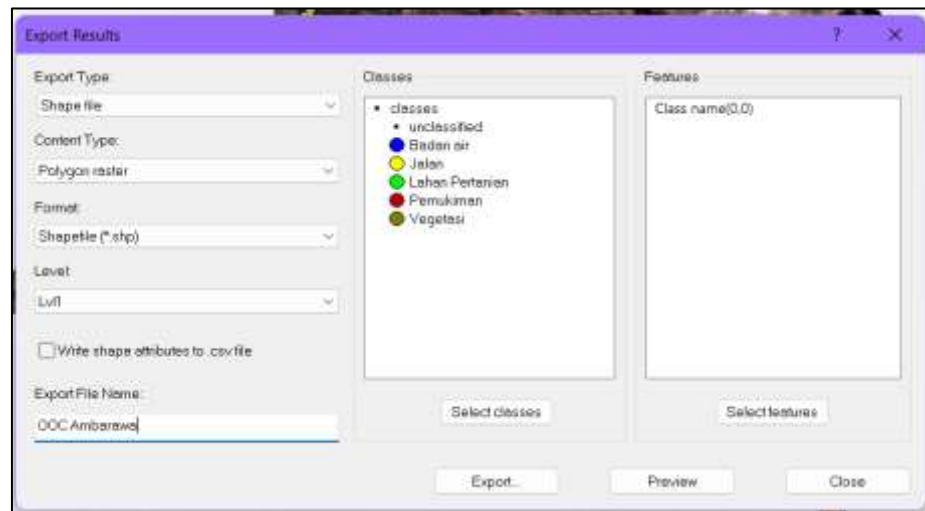 Export Results
Export Type:
Shape file
Content Type:
Polygon raster
Format:
Shapefile (*.shp)
Level:
Lvl1
Write shape attributes to .csv file
Export File Name:
OOC Ambarawa
Classes
classes
unclassified
Badan air
Jalan
Lahan Pertanian
Pemukiman
Vegetasi
Select classes
Features
Class name(0,0)
Select features
Export...
Preview
Close